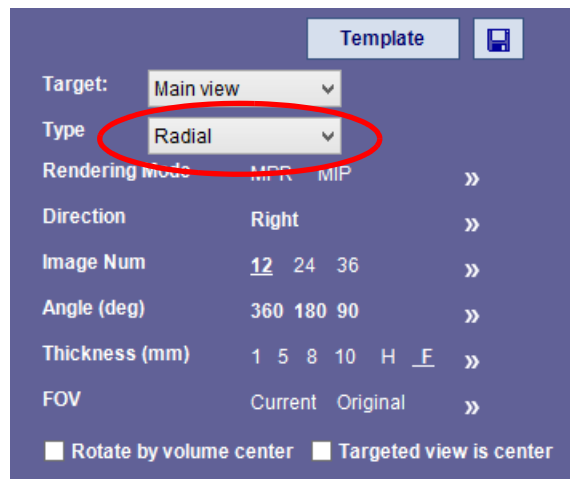 Template
Target: Main view
Type Radial
Rendering Mode MPR MIP »
Direction Right »
Image Num 12 24 36 »
Angle (deg) 360 180 90 »
Thickness (mm) 1 5 8 10 H F »
FOV Current Original »
Rotate by volume center Targeted view is center